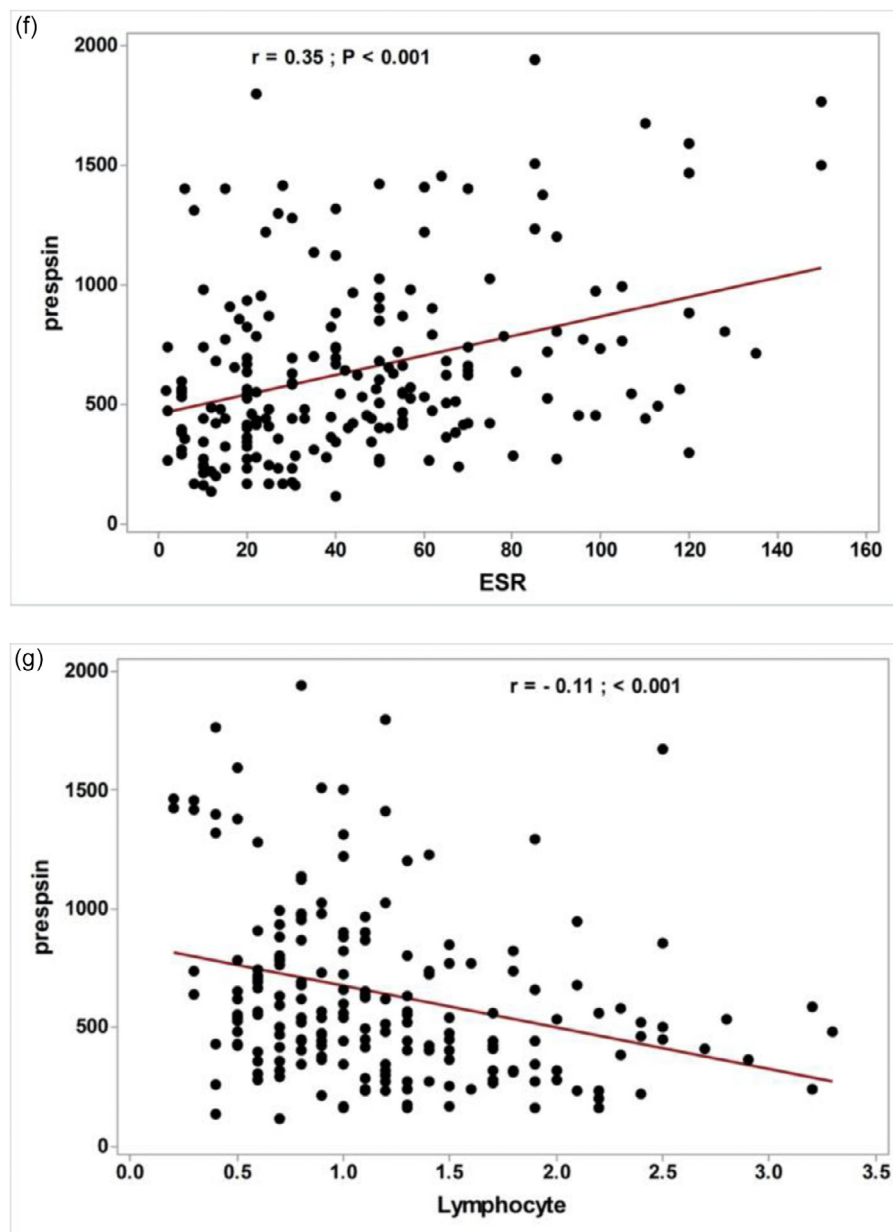 (f)
2000
r = 0.35 ; P < 0.001
1500
prespsin
1000
500
0
0 20 40 60 80 100 120 140 160
ESR
(g)
2000
r = - 0.11 ; < 0.001
1500
prespsin
1000
500
0
0.0 0.5 1.0 1.5 2.0 2.5 3.0 3.5
Lymphocyte